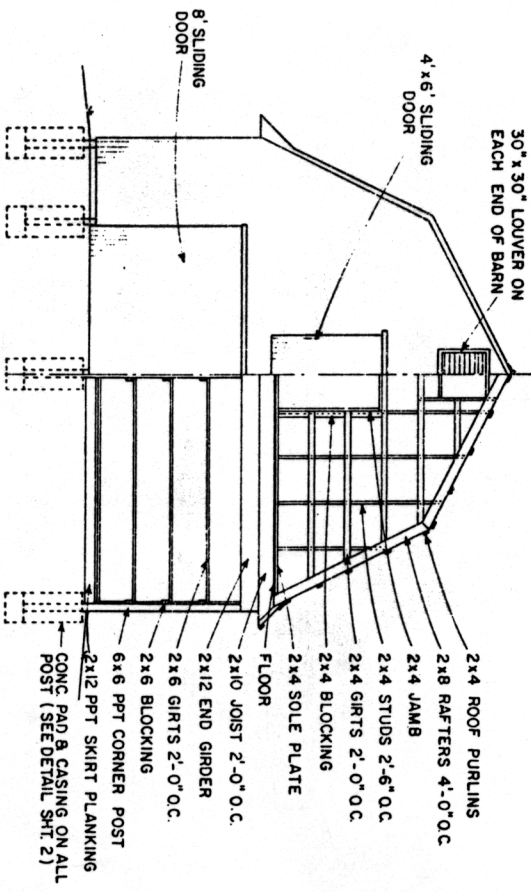 8' SLIDING
DOOR
4'x6' SLIDING
DOOR
30"x30" LOUVER ON
EACH END OF BARN
2x4 ROOF PURLINS
2x8 RAFTERS 4'-0" O.C.
2x4 JAMB
2x4 STUDS 2'-6" O.C.
2x4 GIRTS 2'-0" O.C.
2x4 BLOCKING
2x4 SOLE PLATE
FLOOR
2x10 JOIST 2'-0" O.C.
2x12 END GIRDER
2x6 GIRTS 2'-0" O.C.
2x6 BLOCKING
6x6 PPT CORNER POST
2x12 PPT SKIRT PLANKING
CONC. PAD & CASING ON ALL
POST (SEE DETAIL SHT. 2)